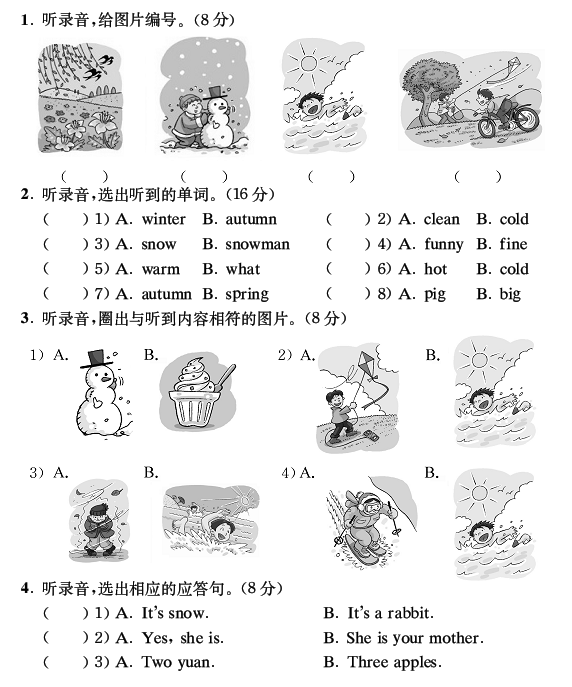 1. 听录音,给图片编号。(8分)
(　　) (　　) (　　) (　　)
2. 听录音,选出听到的单词。(16分)
(　　) 1) A. winter B. autumn (　　) 2) A. clean B. cold
(　　) 3) A. snow B. snowman (　　) 4) A. funny B. fine
(　　) 5) A. warm B. what (　　) 6) A. hot B. cold
(　　) 7) A. autumn B. spring (　　) 8) A. pig B. big
3. 听录音,圈出与听到内容相符的图片。(8分)
1) A. B. 2) A. B.
3) A. B. 4) A. B.
4. 听录音,选出相应的应答句。(8分)
(　　) 1) A. It's snow. B. It's a rabbit.
(　　) 2) A. Yes, she is. B. She is your mother.
(　　) 3) A. Two yuan. B. Three apples.